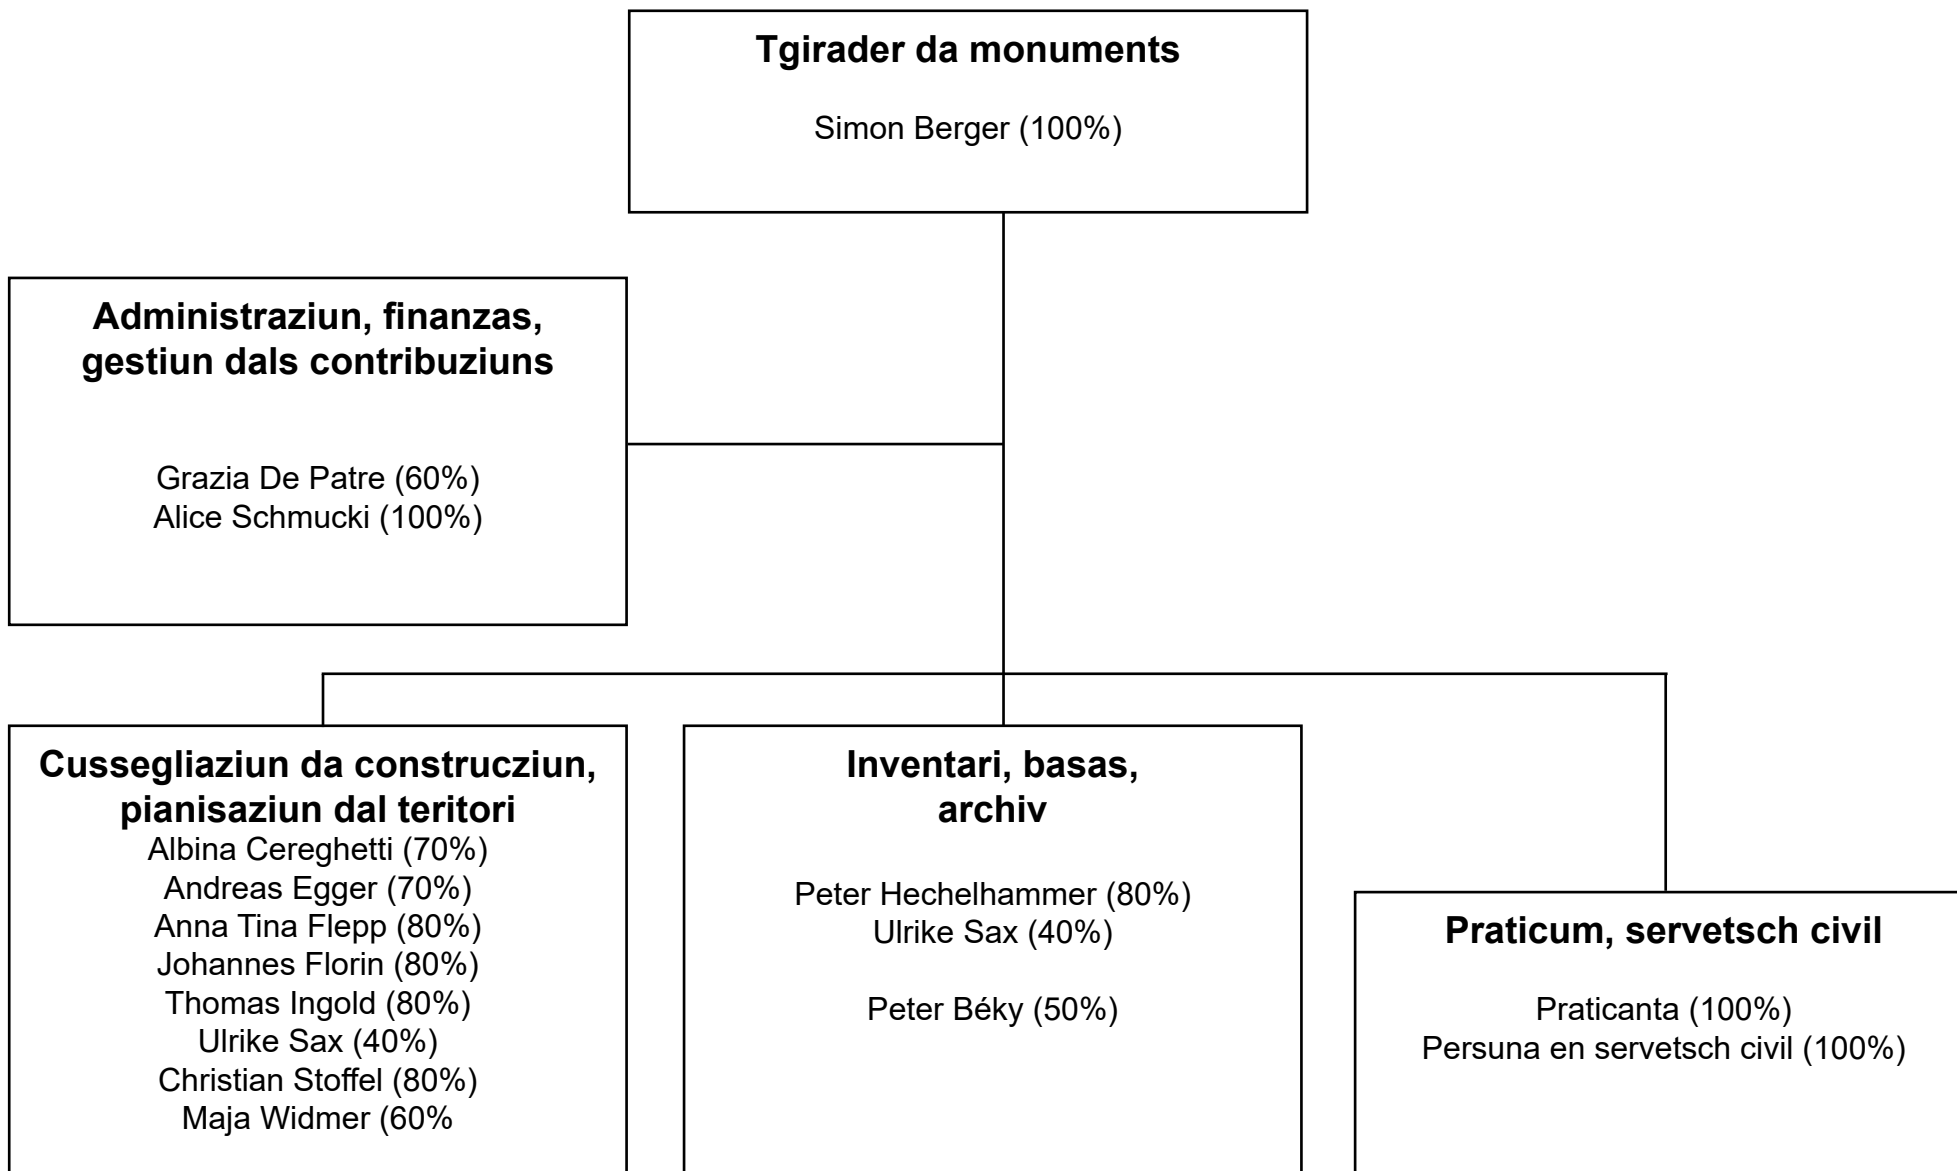 Tgirader da monuments
Simon Berger (100%)
Administraziun, finanzas,
gestiun dals contribuziuns
Grazia De Patre (60%)
Alice Schmucki (100%)
Cussegliaziun da construcziun,
pianisaziun dal teritori
Albina Cereghetti (70%)
Andreas Egger (70%)
Anna Tina Flepp (80%)
Johannes Florin (80%)
Thomas Ingold (80%)
Ulrike Sax (40%)
Christian Stoffel (80%)
Maja Widmer (60%
Inventari, basas,
archiv
Peter Hechelhammer (80%)
Ulrike Sax (40%)
Peter Béky (50%)
Praticum, servetsch civil
Praticanta (100%)
Persuna en servetsch civil (100%)